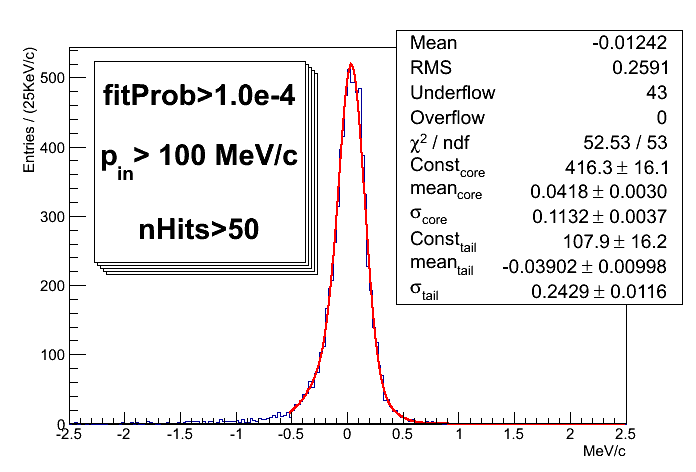 Entries / (25KeV/c)
500
400
300
200
100
0
fitProb>1.0e-4
p_in> 100 MeV/c
nHits>50
Mean -0.01242
RMS 0.2591
Underflow 43
Overflow 0
χ² / ndf 52.53 / 53
Const_core 416.3 ± 16.1
mean_core 0.0418 ± 0.0030
σ_core 0.1132 ± 0.0037
Const_tail 107.9 ± 16.2
mean_tail -0.03902 ± 0.00998
σ_tail 0.2429 ± 0.0116
-2.5 -2 -1.5 -1 -0.5 0 0.5 1 1.5 2 2.5
MeV/c